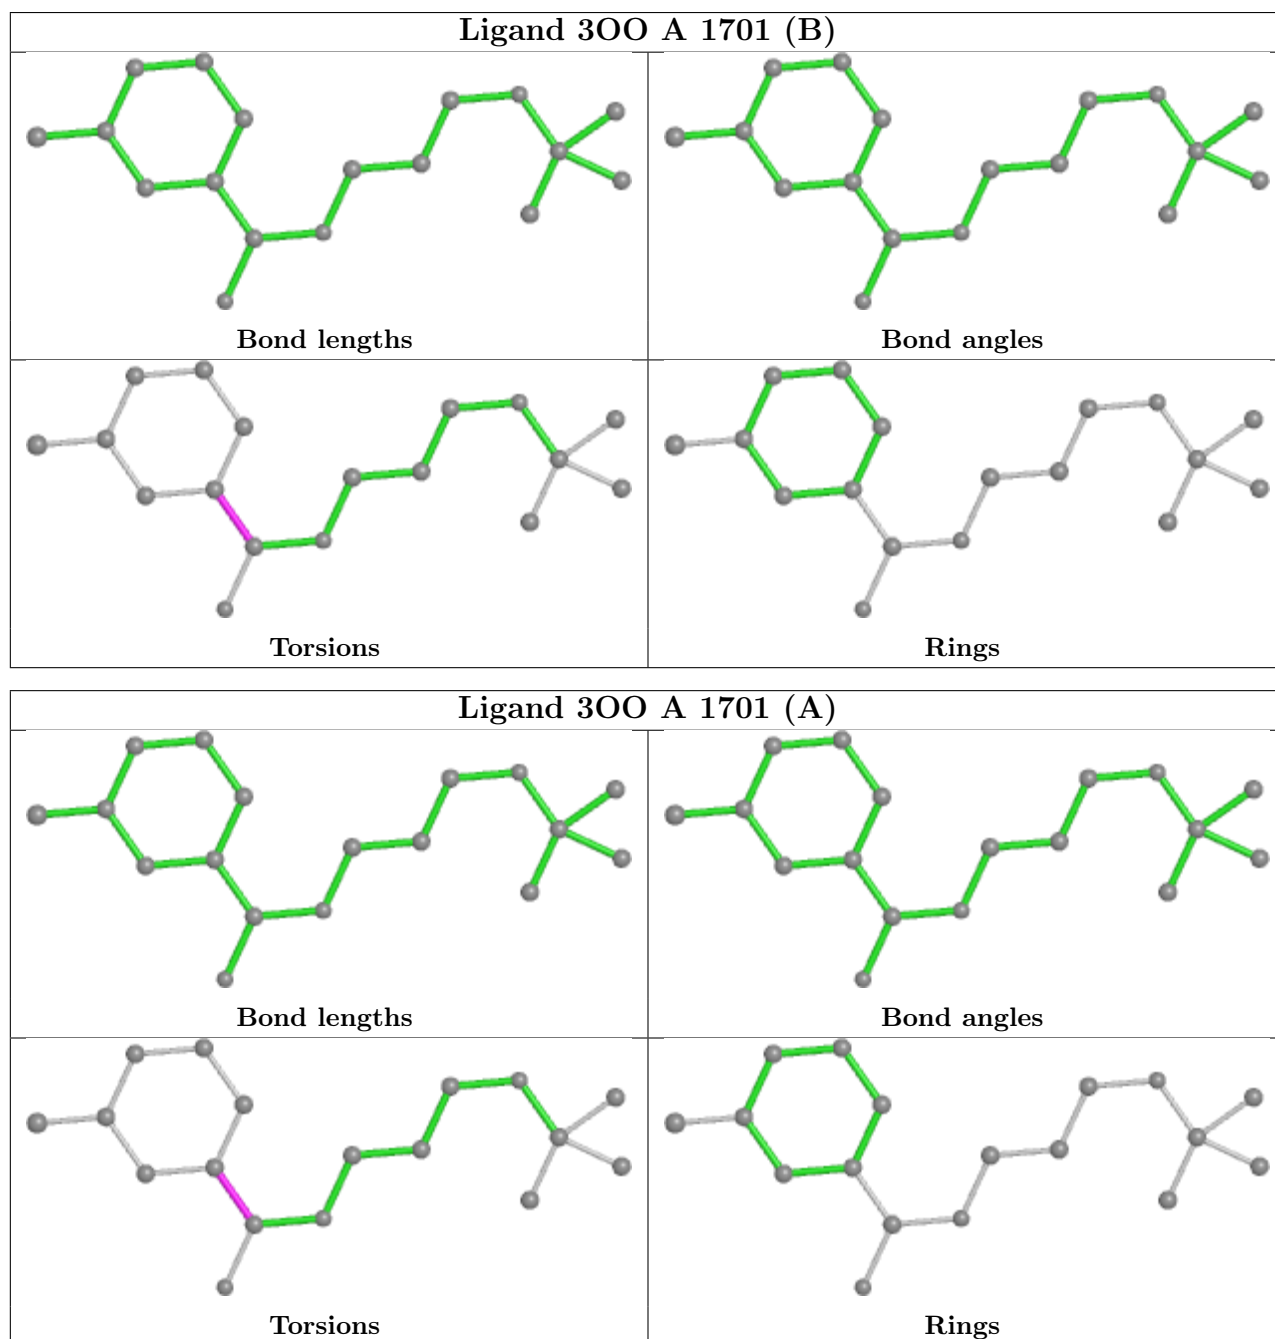 Ligand 3OO A 1701 (B)
Bond lengths
Bond angles
Torsions
Rings
Ligand 3OO A 1701 (A)
Bond lengths
Bond angles
Torsions
Rings